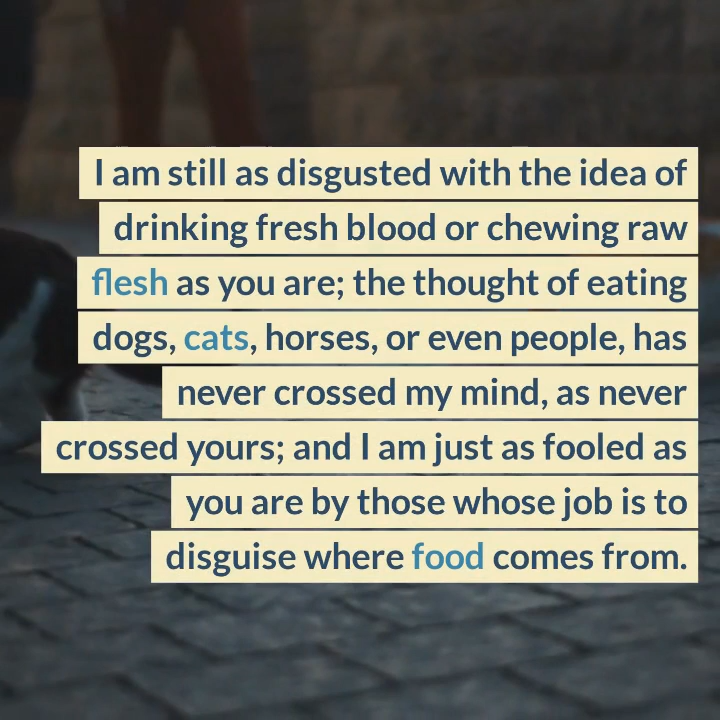 I am still as disgusted with the idea of
drinking fresh blood or chewing raw
flesh as you are; the thought of eating
dogs, cats, horses, or even people, has
never crossed my mind, as never
crossed yours; and I am just as fooled as
you are by those whose job is to
disguise where food comes from.